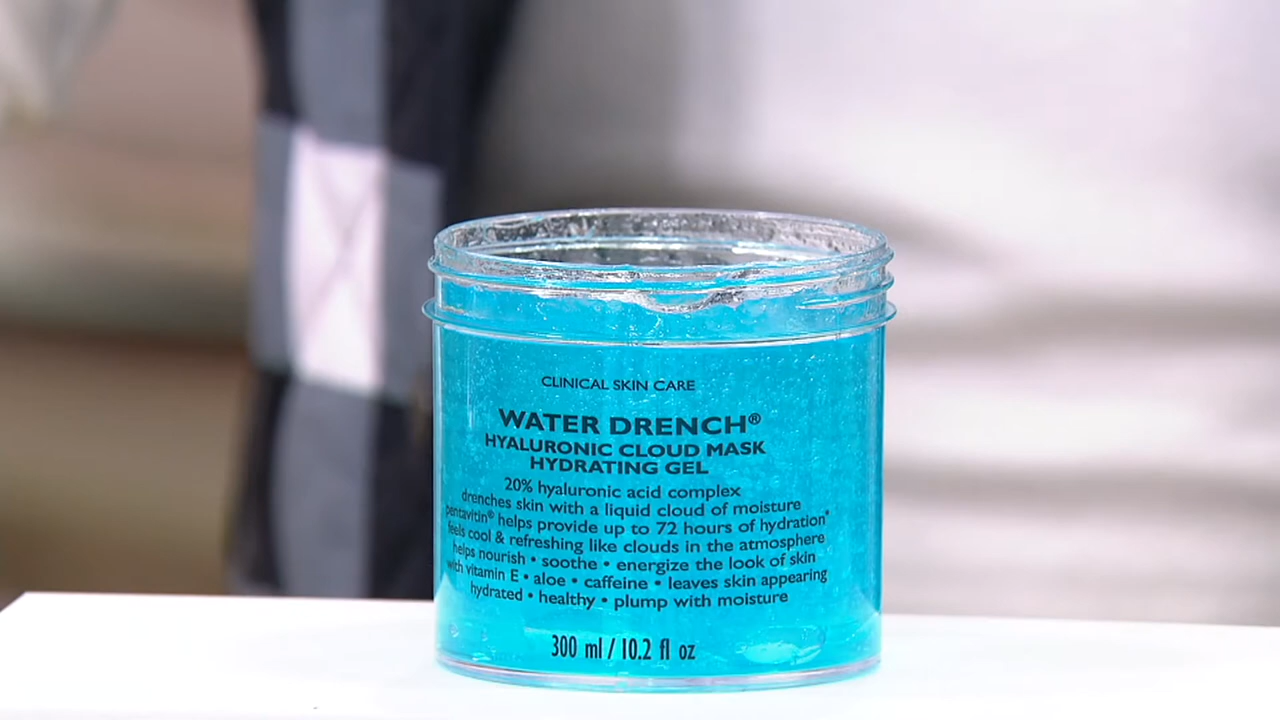 CLINICAL SKIN CARE
WATER DRENCH®
HYALURONIC CLOUD MASK
HYDRATING GEL
20% hyaluronic acid complex
drenches skin with a liquid cloud of moisture
pentavitin® helps provide up to 72 hours of hydration*
feels cool & refreshing like clouds in the atmosphere
helps nourish • soothe • energize the look of skin
with vitamin E • aloe • caffeine • leaves skin appearing
hydrated • healthy • plump with moisture
300 ml / 10.2 fl oz